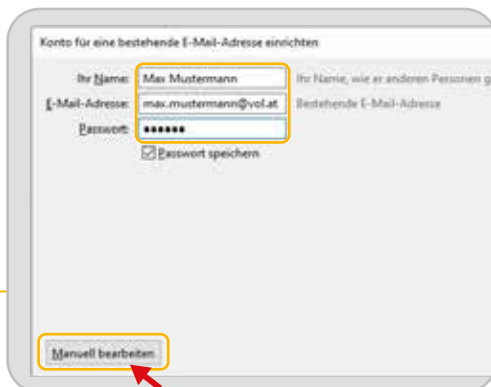 Konto für eine bestehende E-Mail-Adresse einrichten
Ihr Name: Max Mustermann Ihr Name, wie er anderen Personen g
E-Mail-Adresse: max.mustermann@vol.at Bestehende E-Mail-Adresse
Passwort: ●●●●●●
Passwort speichern
Manuell bearbeiten